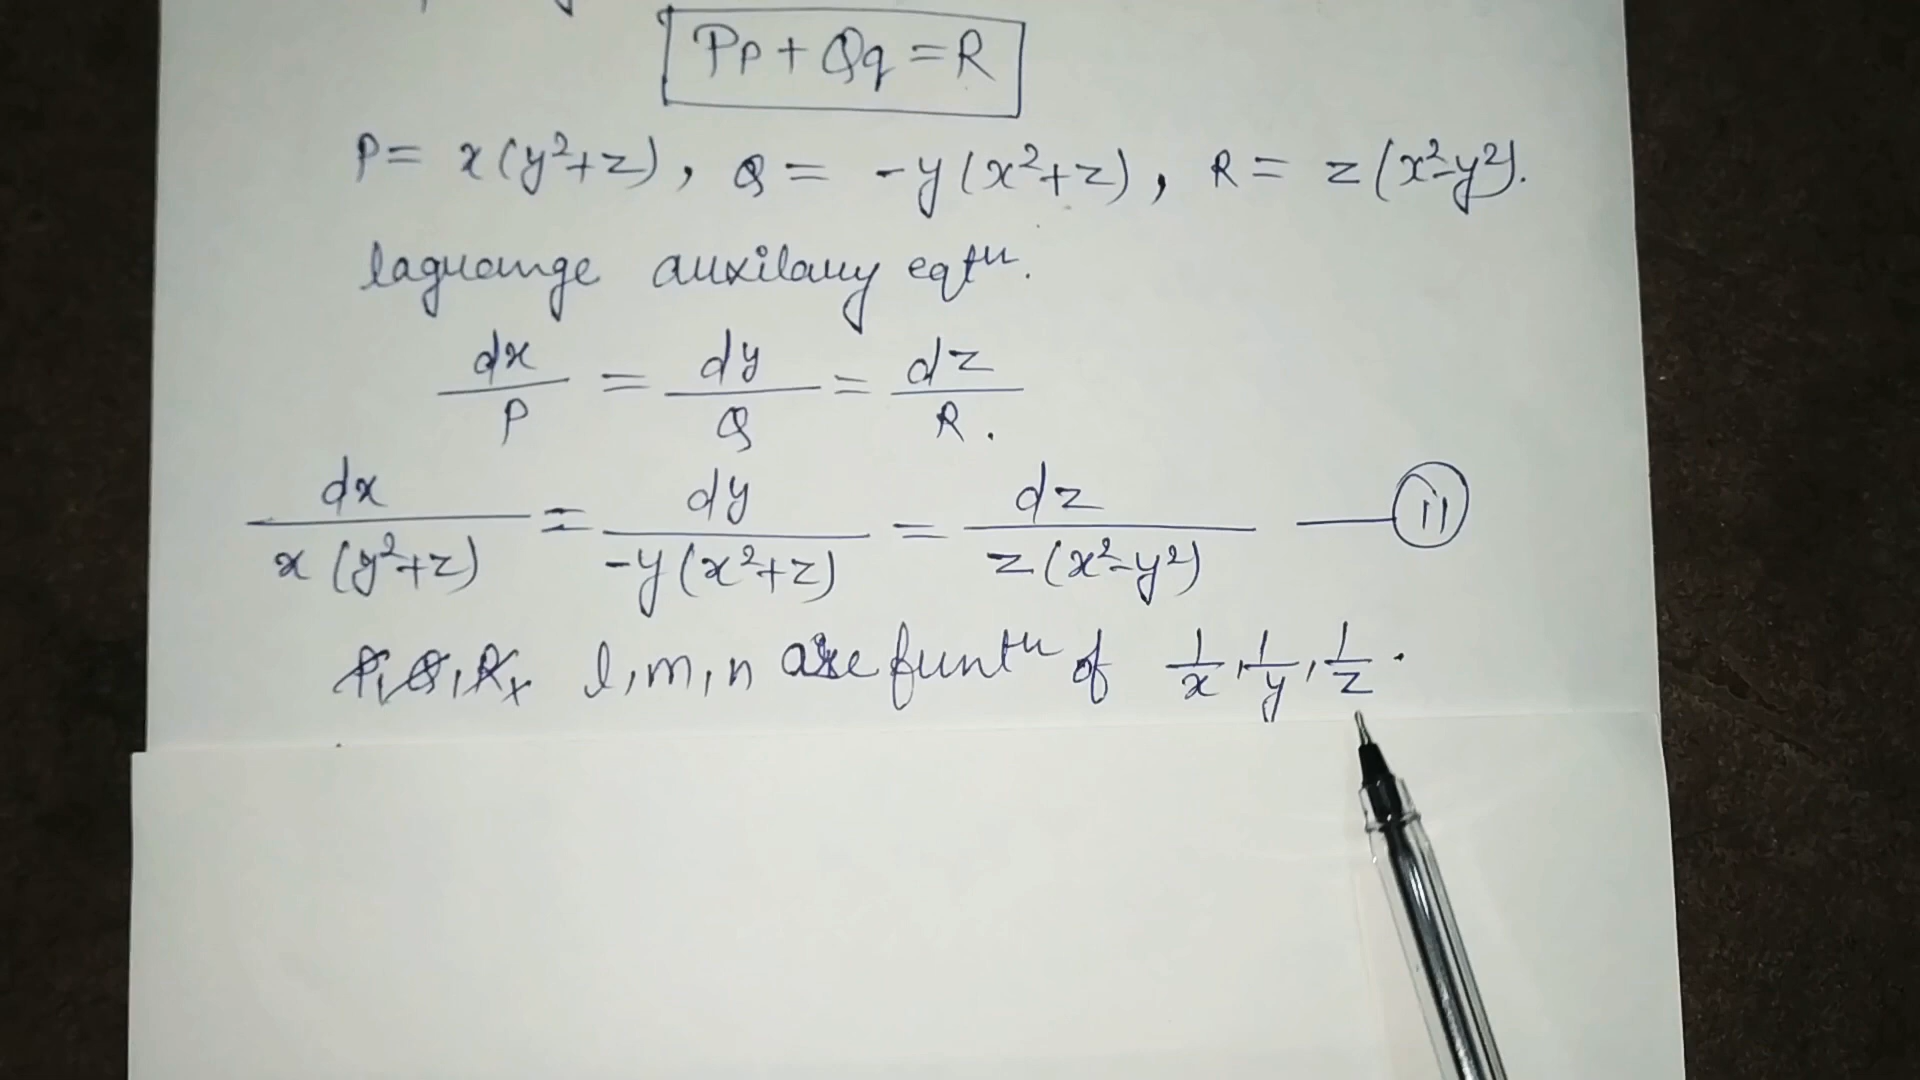 Pp + Qq = R
P = x(y²+z), Q = -y(x²+z), R = z(x²-y²).
lagrange auxilary eqtn.
dx/P = dy/Q = dz/R.
dx/x(y²+z) = dy/-y(x²+z) = dz/z(x²-y²) — ii
P, Q, R, l, m, n are funtn of 1/x, 1/y, 1/z.